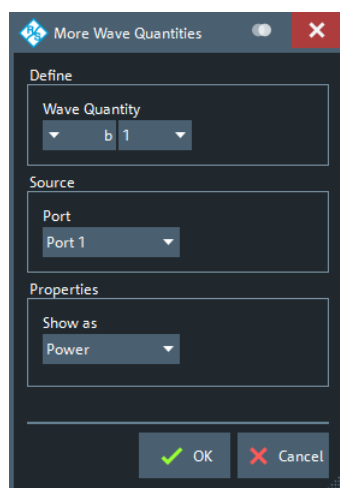 More Wave Quantities
Define
Wave Quantity
b 1
Source
Port
Port 1
Properties
Show as
Power
OK Cancel